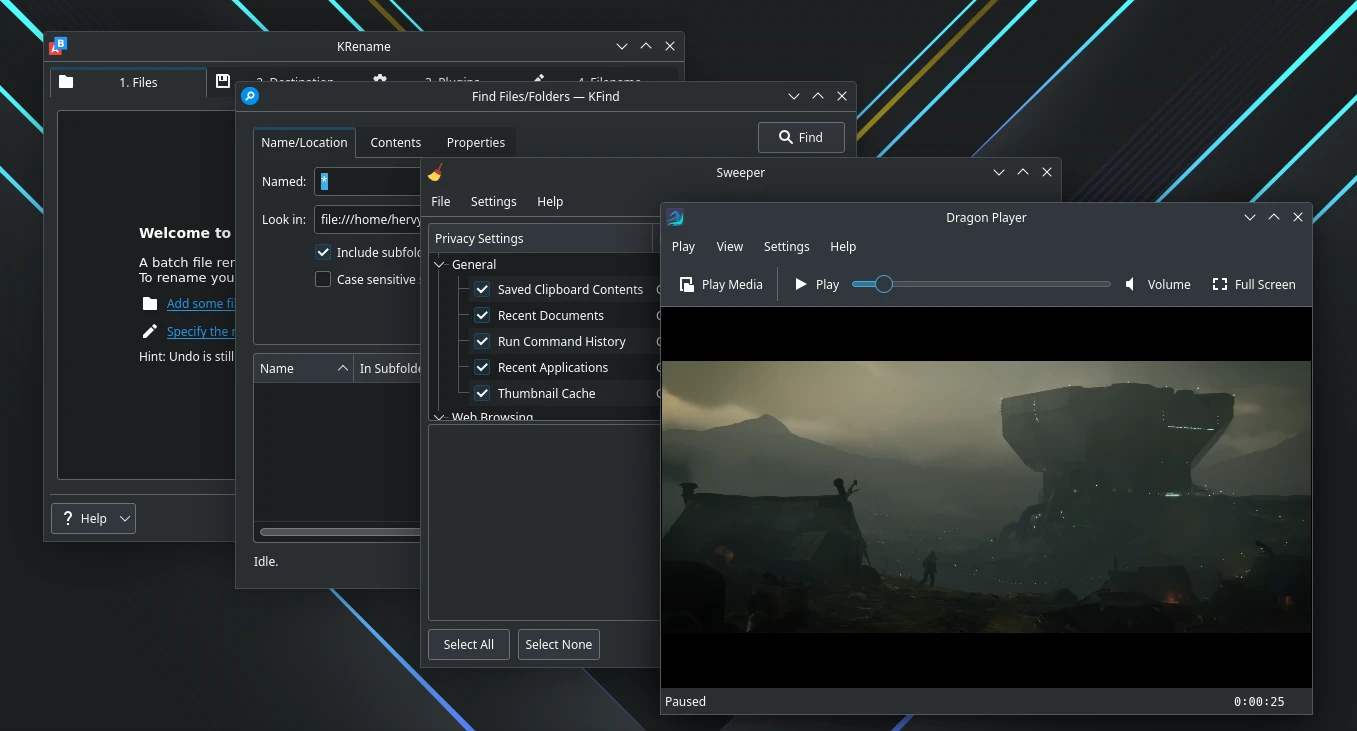 KRename
1. Files
2. Destination
3. Plugins
4. Filename
Welcome to
A batch file
To rename you
Add some
Specify the
Hint: Undo is still
Help
Find Files/Folders — KFind
Name/Location
Contents
Properties
Find
Named:
*
Look in:
file:///home/hervy
Include
Case sensitive
Name
In
Idle.
Sweeper
File
Settings
Help
Privacy Settings
General
Saved Clipboard Contents
Recent Documents
Run Command History
Recent Applications
Thumbnail Cache
Web Browsing
Select All
Select None
Dragon Player
Play
View
Settings
Help
Play Media
Play
Volume
Full Screen
Paused
0:00:25